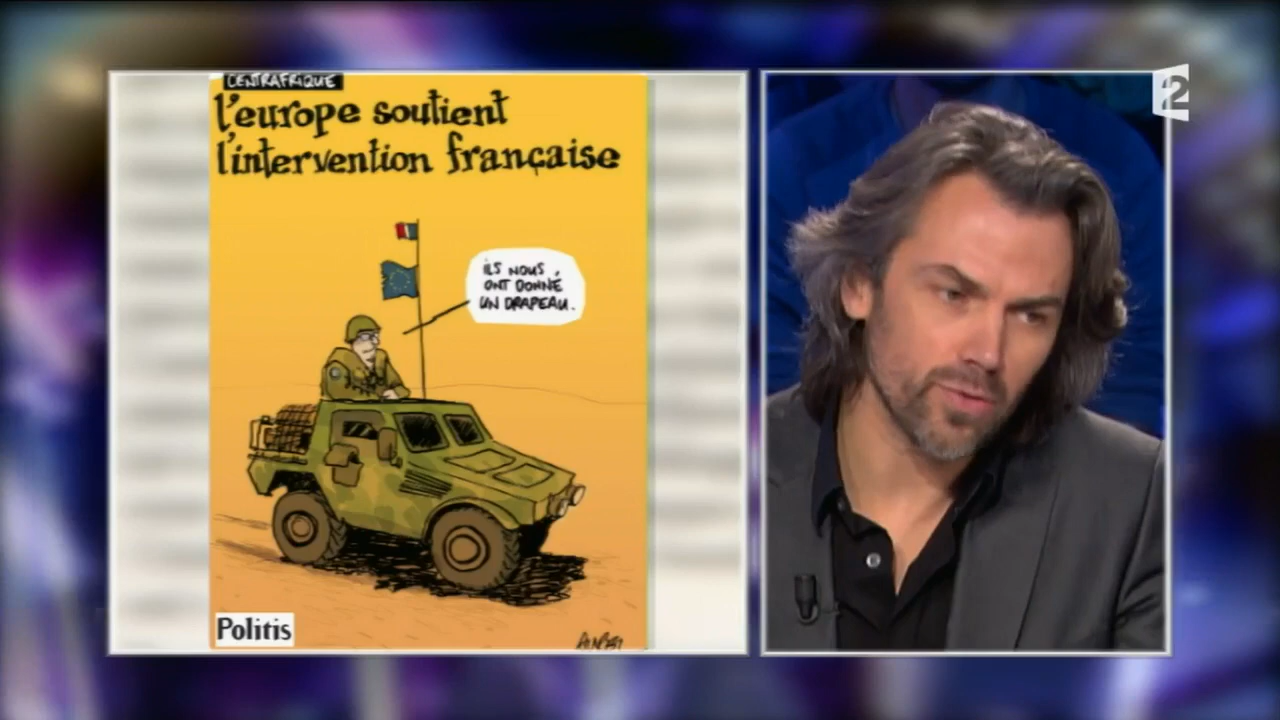 CENTRAFRIQUE
l'europe soutient
l'intervention française
ILS NOUS
ONT DONNÉ
UN DRAPEAU.
Politis
2